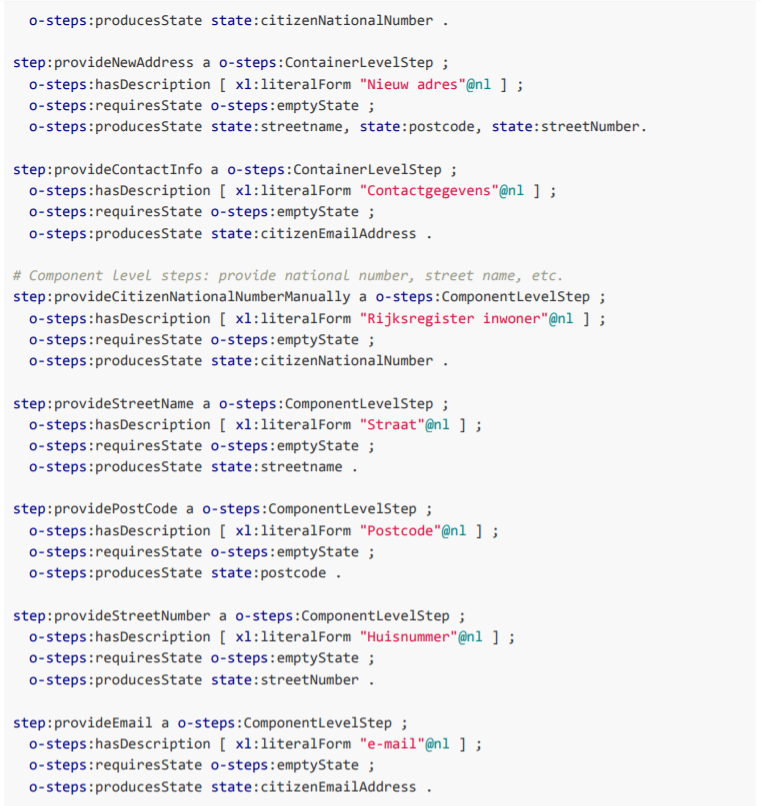 o-steps:producesState state:citizenNationalNumber .
step:provideNewAddress a o-steps:ContainerLevelStep ;
o-steps:hasDescription [ xl:literalForm "Nieuw adres"@nl ] ;
o-steps:requiresState o-steps:emptyState ;
o-steps:producesState state:streetname, state:postcode, state:streetNumber.
step:provideContactInfo a o-steps:ContainerLevelStep ;
o-steps:hasDescription [ xl:literalForm "Contactgegevens"@nl ] ;
o-steps:requiresState o-steps:emptyState ;
o-steps:producesState state:citizenEmailAddress .
# Component level steps: provide national number, street name, etc.
step:provideCitizenNationalNumberManually a o-steps:ComponentLevelStep ;
o-steps:hasDescription [ xl:literalForm "Rijksregister inwoner"@nl ] ;
o-steps:requiresState o-steps:emptyState ;
o-steps:producesState state:citizenNationalNumber .
step:provideStreetName a o-steps:ComponentLevelStep ;
o-steps:hasDescription [ xl:literalForm "Straat"@nl ] ;
o-steps:requiresState o-steps:emptyState ;
o-steps:producesState state:streetname .
step:providePostCode a o-steps:ComponentLevelStep ;
o-steps:hasDescription [ xl:literalForm "Postcode"@nl ] ;
o-steps:requiresState o-steps:emptyState ;
o-steps:producesState state:postcode .
step:provideStreetNumber a o-steps:ComponentLevelStep ;
o-steps:hasDescription [ xl:literalForm "Huisnummer"@nl ] ;
o-steps:requiresState o-steps:emptyState ;
o-steps:producesState state:streetNumber .
step:provideEmail a o-steps:ComponentLevelStep ;
o-steps:hasDescription [ xl:literalForm "e-mail"@nl ] ;
o-steps:requiresState o-steps:emptyState ;
o-steps:producesState state:citizenEmailAddress .